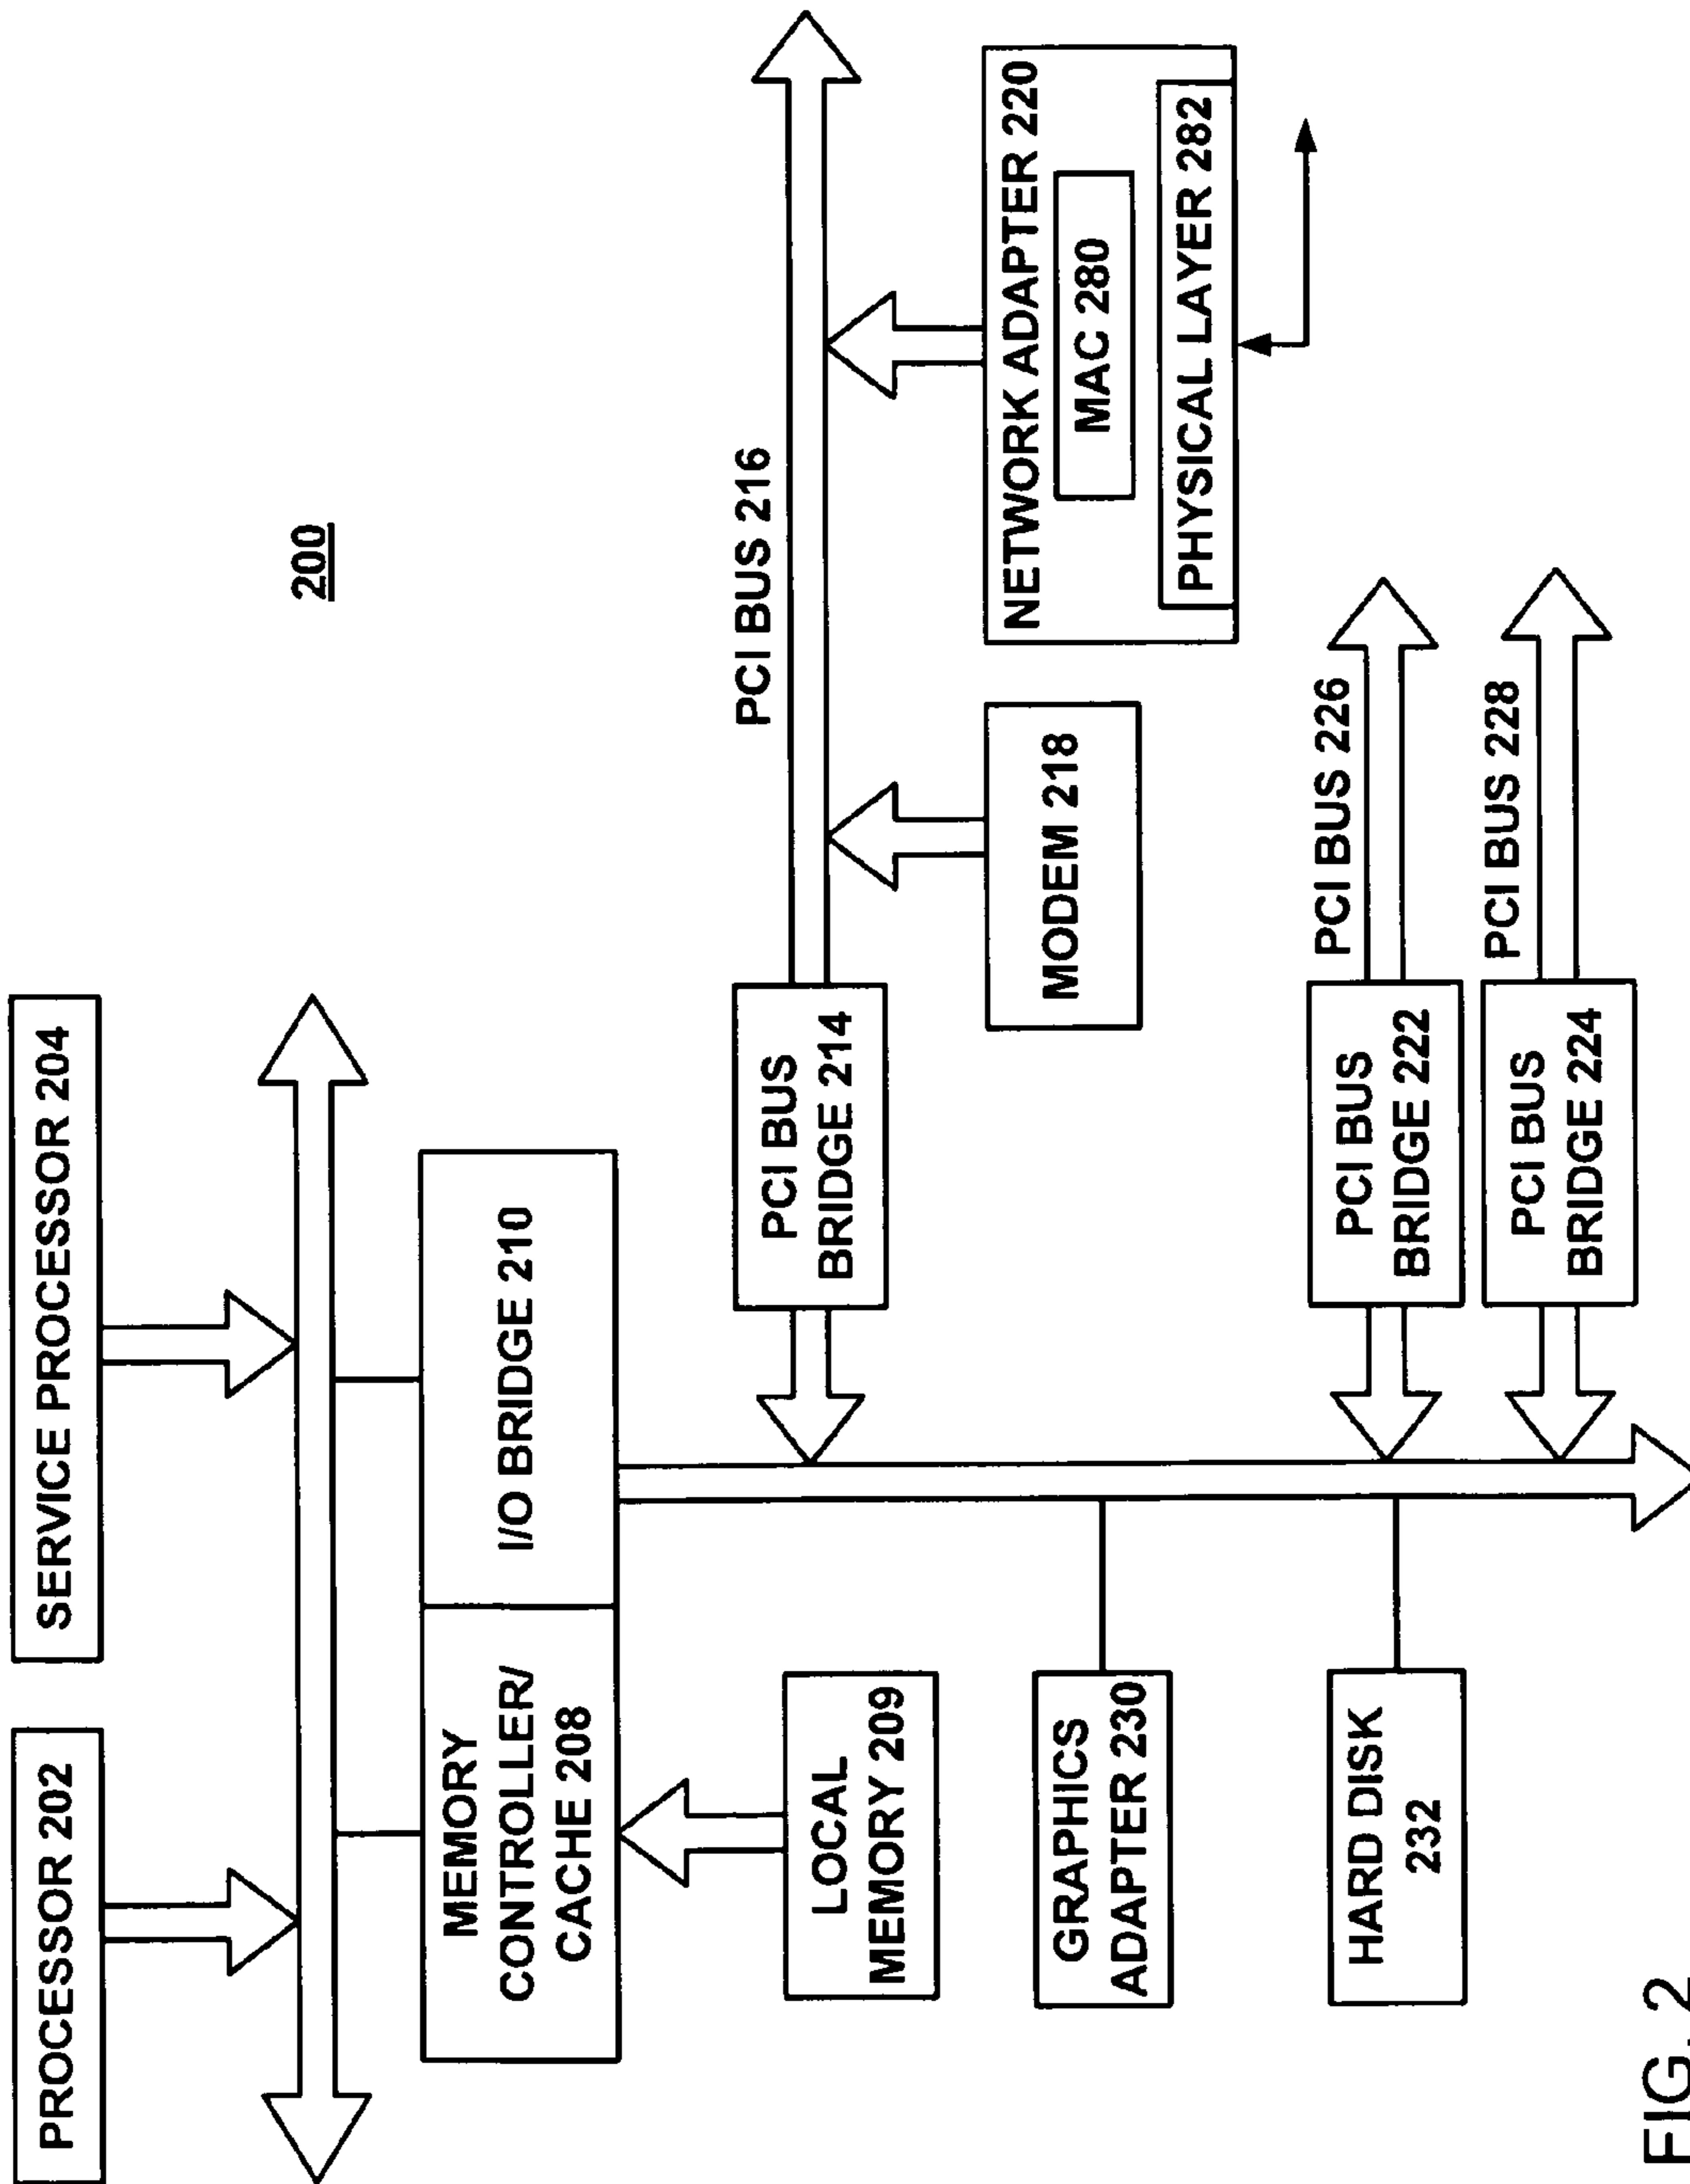 200
PROCESSOR 202
SERVICE PROCESSOR 204
MEMORY
CONTROLLER/
CACHE 208
I/O BRIDGE 210
LOCAL
MEMORY 209
PCI BUS
BRIDGE 214
PCI BUS 216
MODEM 218
NETWORK ADAPTER 220
MAC 280
PHYSICAL LAYER 282
GRAPHICS
ADAPTER 230
HARD DISK
232
PCI BUS
BRIDGE 222
PCI BUS 226
PCI BUS
BRIDGE 224
PCI BUS 228
FIG. 2